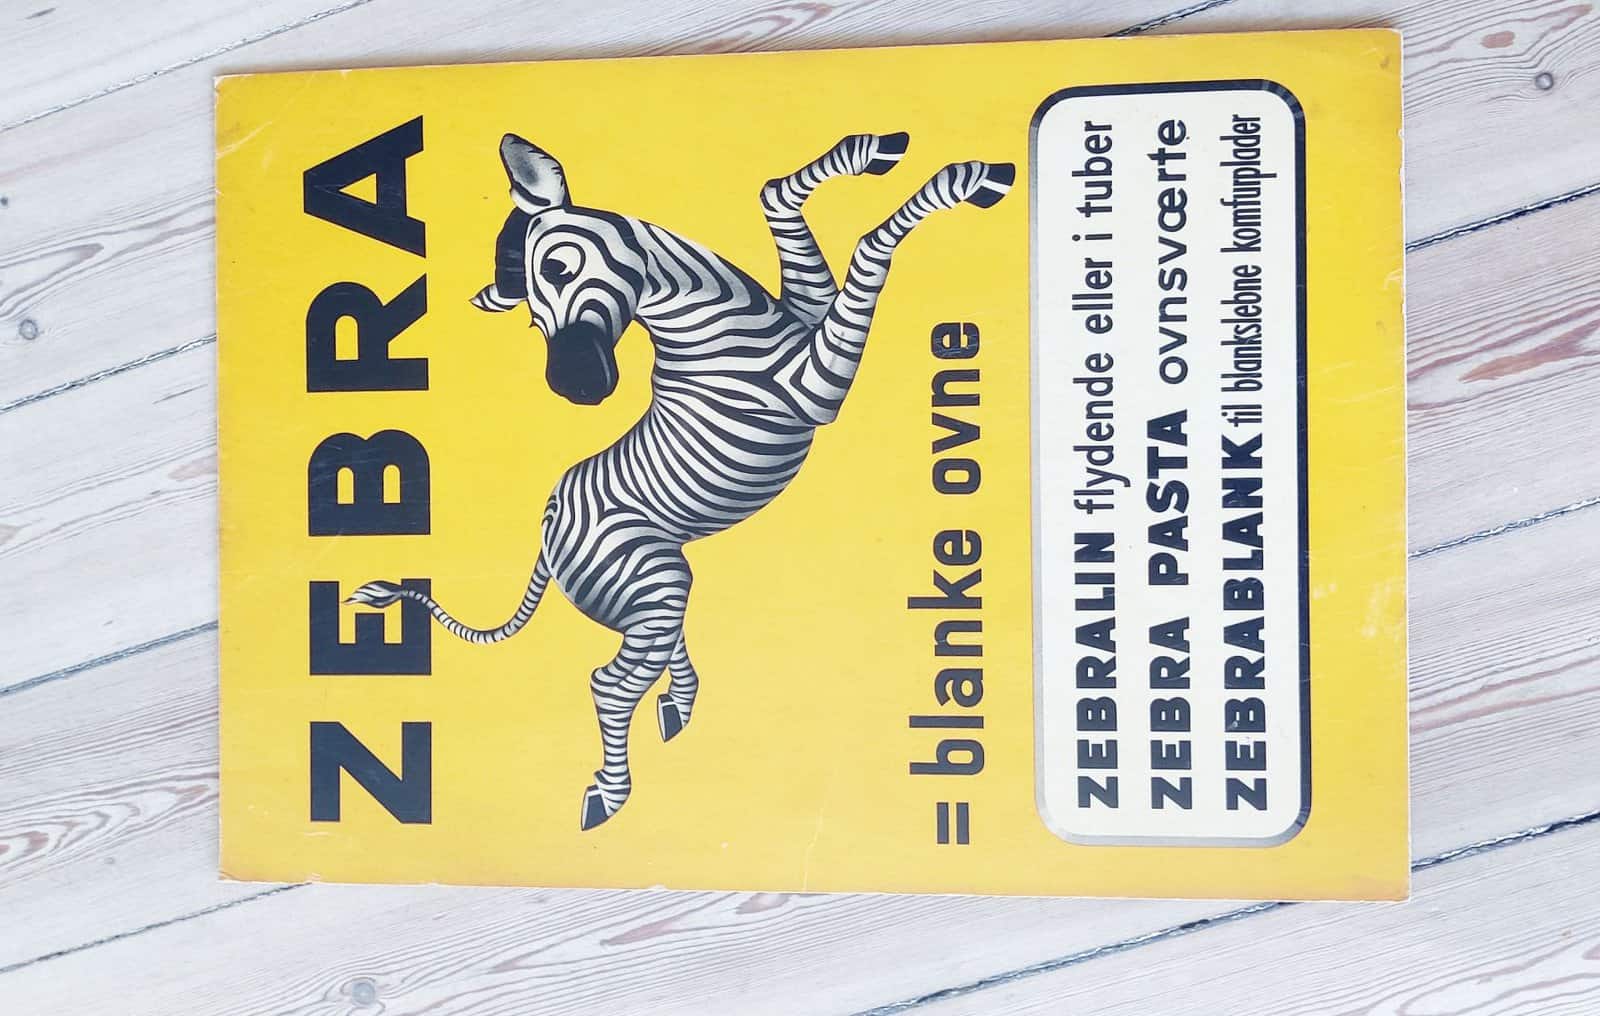 ZEBRA
= blanke ovne
ZEBRALIN flydende eller i tuber
ZEBRA PASTA ovnsværte
ZEBRABLANK til blankslebne komfurplader